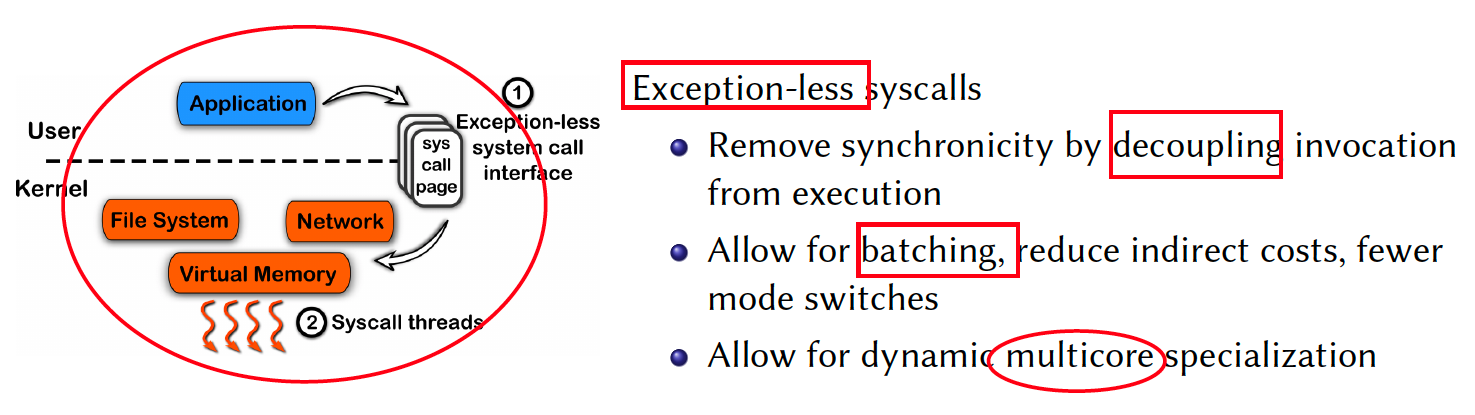 Application
1
User
Exception-less
system call
interface
sys
call
page
Kernel
File System
Network
Virtual Memory
2 Syscall threads
Exception-less syscalls
Remove synchronicity by decoupling invocation
from execution
Allow for batching, reduce indirect costs, fewer
mode switches
Allow for dynamic multicore specialization